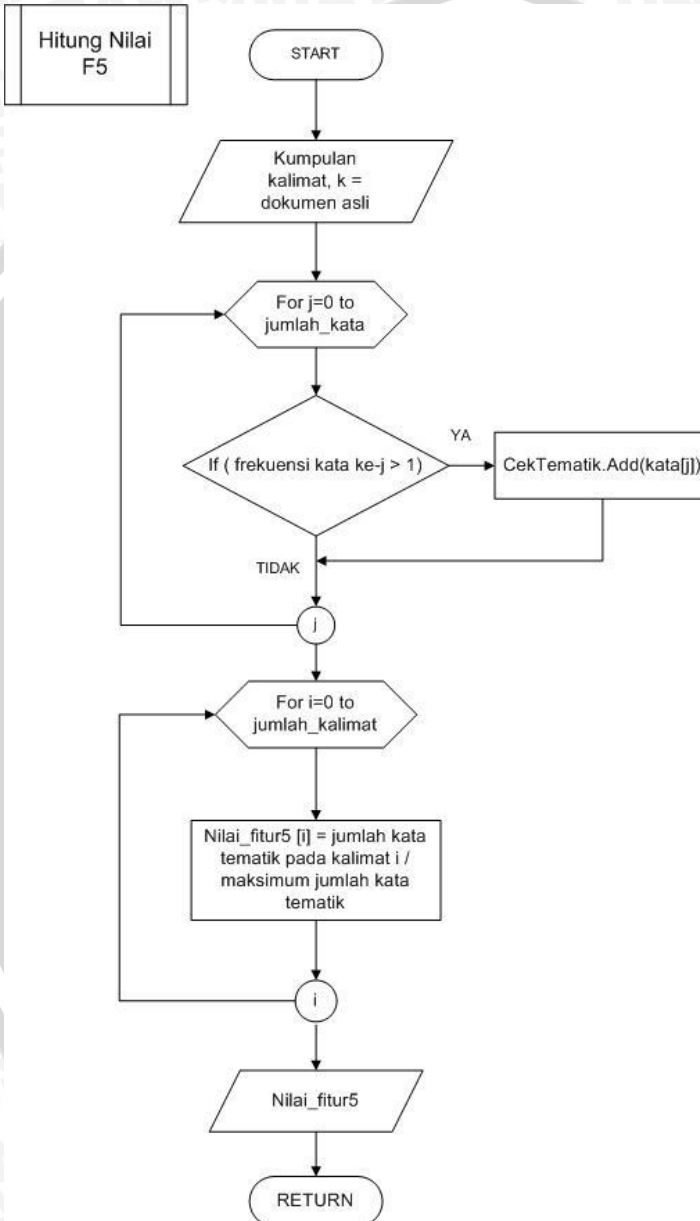 Hitung Nilai
F5
START
Kumpulan
kalimat, k =
dokumen asli
For j=0 to
jumlah_kata
If ( frekuensi kata ke-j > 1)
YA
CekTematik.Add(kata[j])
TIDAK
j
For i=0 to
jumlah_kalimat
Nilai_fitur5 [i] = jumlah kata
tematik pada kalimat i /
maksimum jumlah kata
tematik
i
Nilai_fitur5
RETURN